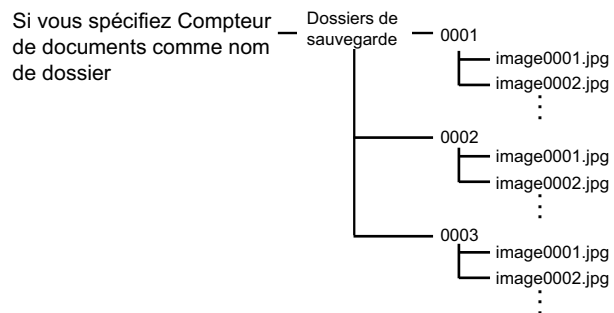 Si vous spécifiez Compteur
de documents comme nom
de dossier
Dossiers de
sauvegarde
0001
image0001.jpg
image0002.jpg
0002
image0001.jpg
image0002.jpg
0003
image0001.jpg
image0002.jpg